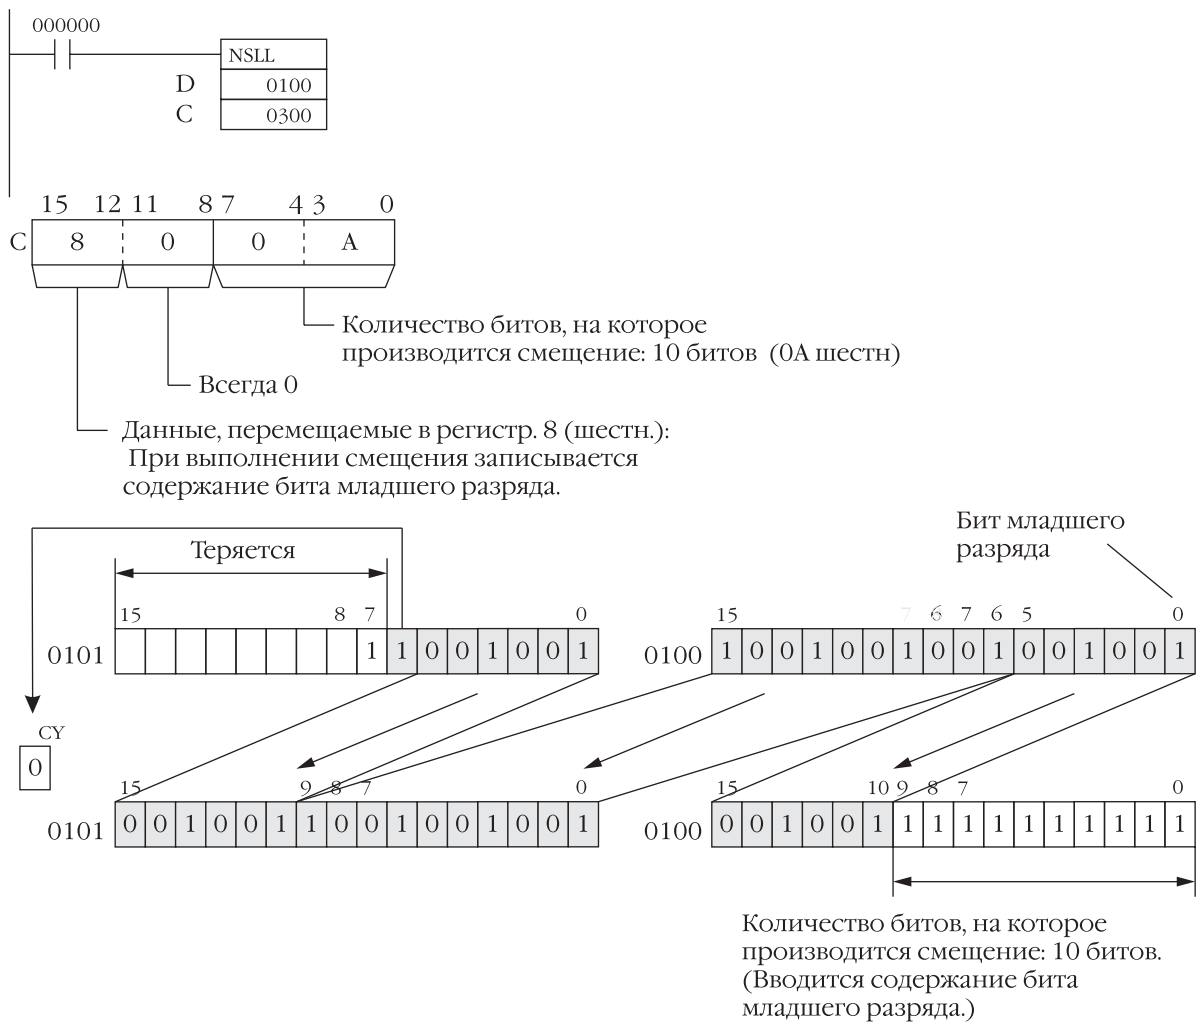 000000
NSLL
D 0100
C 0300
15 12 11 8 7 4 3 0
C 8 0 0 A
Количество битов, на которое
производится смещение: 10 битов (0A шестн)
Всегда 0
Данные, перемещаемые в регистр. 8 (шестн.):
При выполнении смещения записывается
содержание бита младшего разряда.
Бит младшего
разряда
Теряется
15 8 7 0 15 7 6 7 6 5 0
0101 1 1 0 0 1 0 0 1 0100 1 0 0 1 0 0 1 0 0 1 0 0 1 0 0 1
CY
0
15 9 8 7 0 15 10 9 8 7 0
0101 0 0 1 0 0 1 1 0 0 1 0 0 1 0 0 1 0100 0 0 1 0 0 1 1 1 1 1 1 1 1 1 1 1
Количество битов, на которое
производится смещение: 10 битов.
(Вводится содержание бита
младшего разряда.)